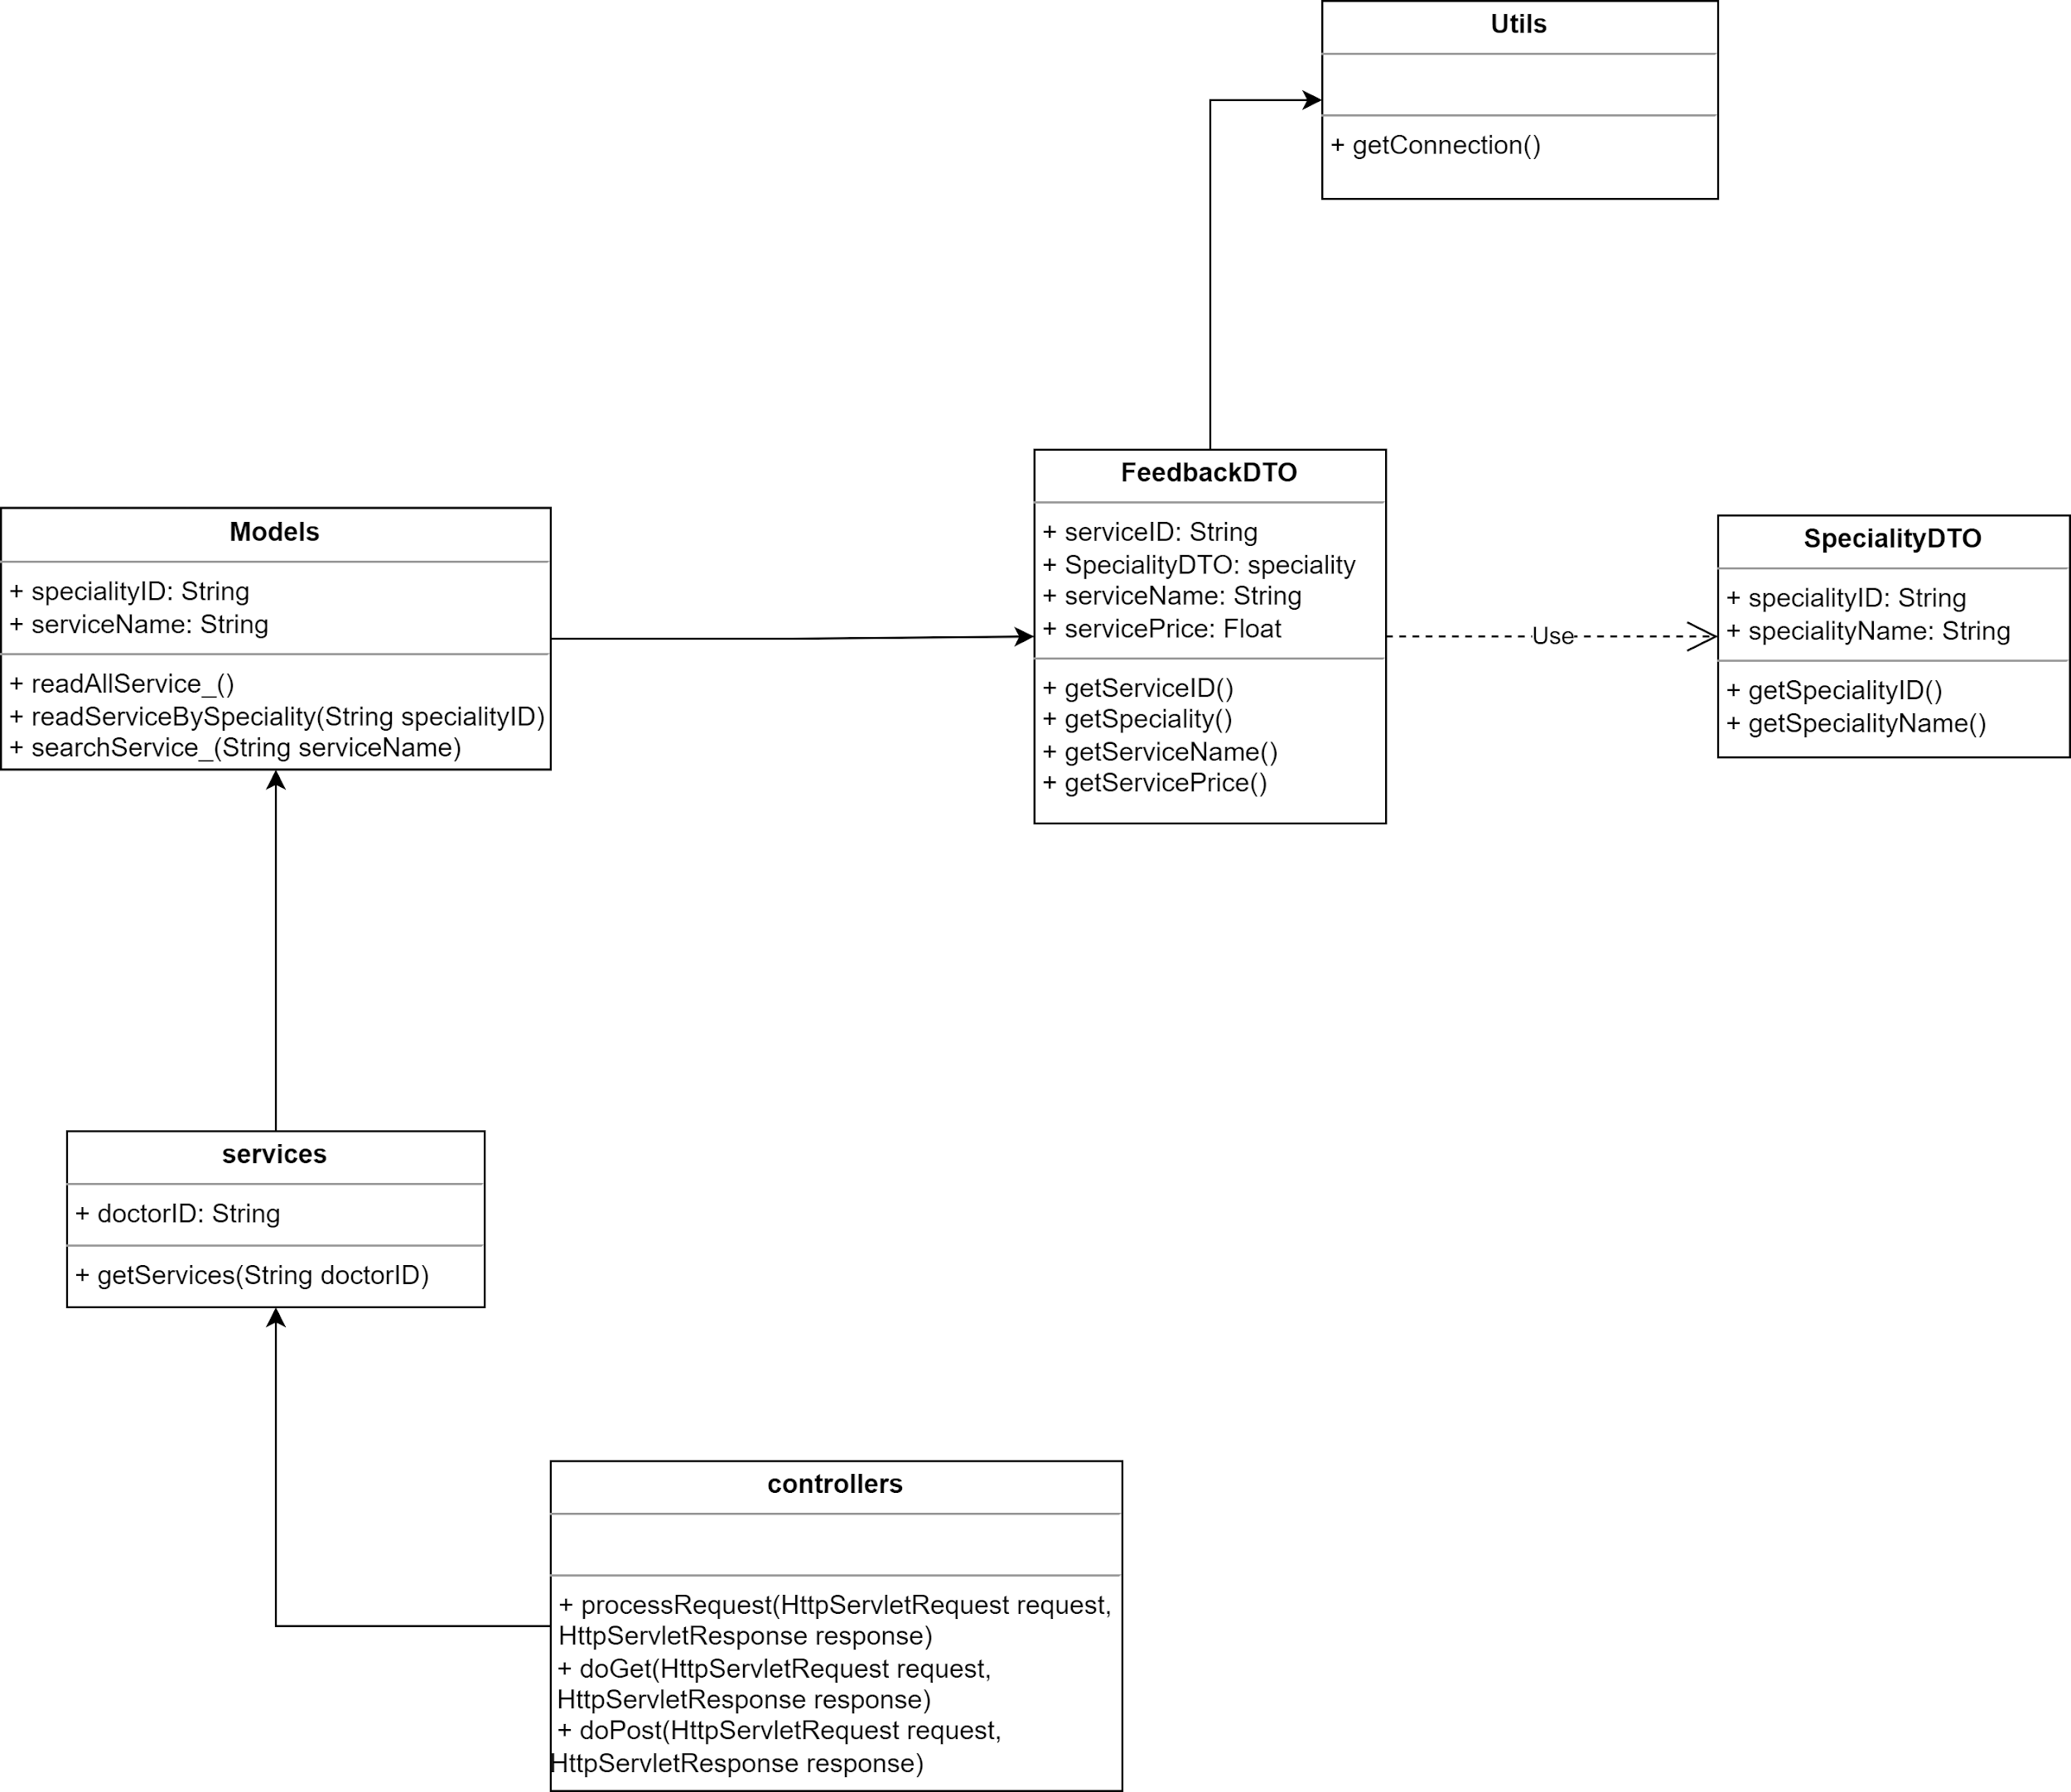 Utils
+ getConnection()
FeedbackDTO
+ serviceID: String
+ SpecialityDTO: speciality
+ serviceName: String
+ servicePrice: Float
+ getServiceID()
+ getSpeciality()
+ getServiceName()
+ getServicePrice()
Models
+ specialityID: String
+ serviceName: String
+ readAllService_()
+ readServiceBySpeciality(String specialityID)
+ searchService_(String serviceName)
Use
SpecialityDTO
+ specialityID: String
+ specialityName: String
+ getSpecialityID()
+ getSpecialityName()
services
+ doctorID: String
+ getServices(String doctorID)
controllers
+ processRequest(HttpServletRequest request,
HttpServletResponse response)
+ doGet(HttpServletRequest request,
HttpServletResponse response)
+ doPost(HttpServletRequest request,
HttpServletResponse response)